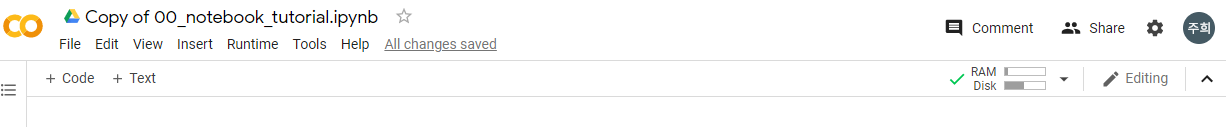 Copy of 00_notebook_tutorial.ipynb
File Edit View Insert Runtime Tools Help All changes saved
Comment Share 주희
+ Code + Text
RAM
Disk
Editing